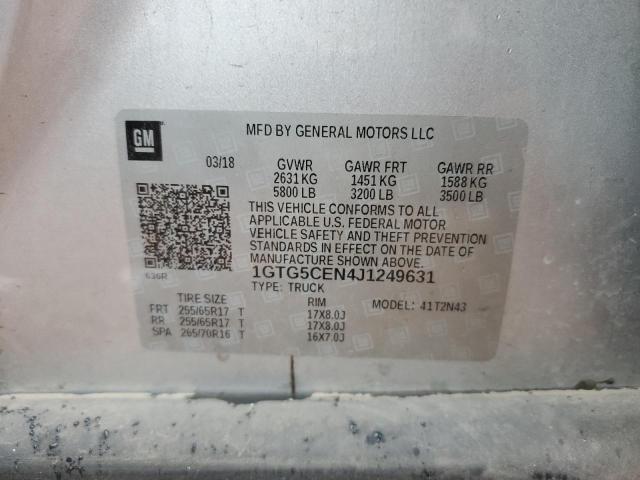 GM
MFD BY GENERAL MOTORS LLC
03/18 GVWR GAWR FRT GAWR RR
2631 KG 1451 KG 1588 KG
5800 LB 3200 LB 3500 LB
THIS VEHICLE CONFORMS TO ALL
APPLICABLE U.S. FEDERAL MOTOR
VEHICLE SAFETY AND THEFT PREVENTION
STANDARDS IN EFFECT ON THE DATE OF
MANUFACTURE SHOWN ABOVE.
636R
1GTG5CEN4J1249631
TYPE: TRUCK
TIRE SIZE RIM MODEL: 41T2N43
FRT 255/65R17 T 17X8.0J
RR 255/65R17 T 17X8.0J
SPA 265/70R16 T 16X7.0J